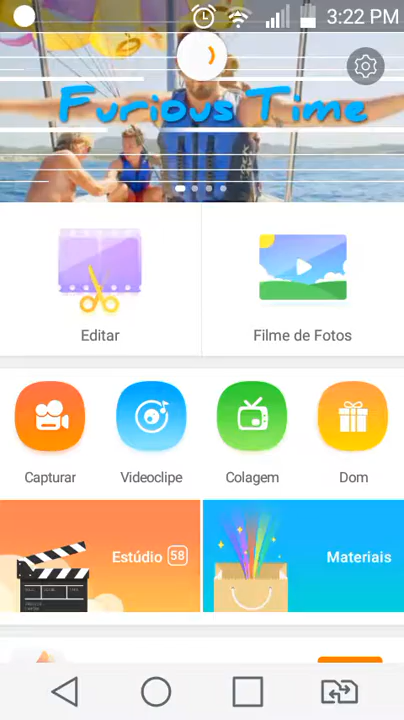 3:22 PM
Furious Time
Editar
Filme de Fotos
Capturar
Videoclipe
Colagem
Dom
Estúdio 58
Materiais